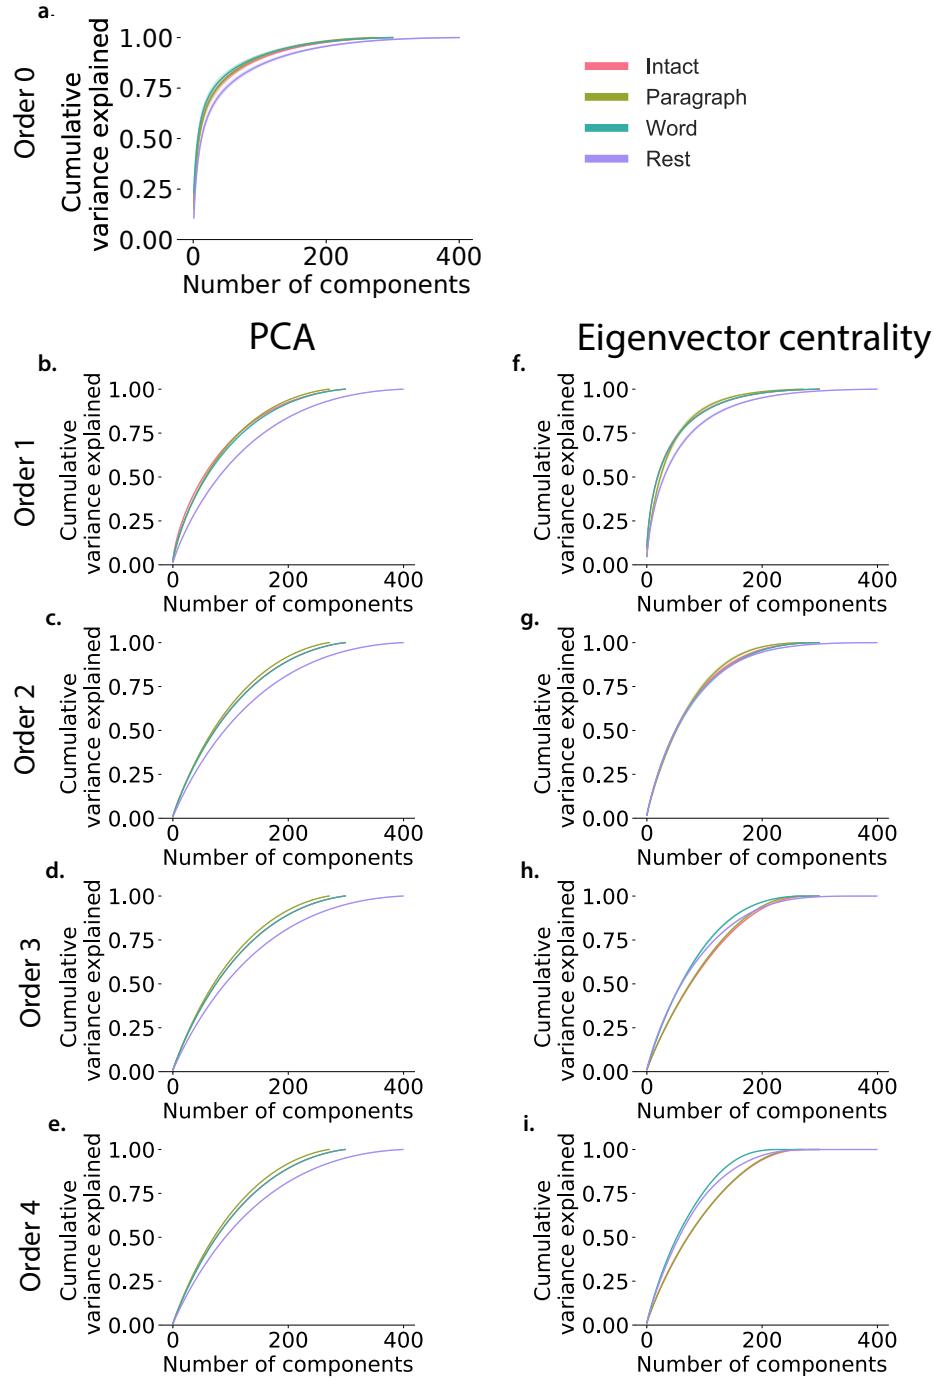 a.
Order 0
Cumulative
variance explained
1.00
0.75
0.50
0.25
0.00
0
200
400
Number of components
Intact
Paragraph
Word
Rest
PCA
Eigenvector centrality
b.
Order 1
Cumulative
variance explained
1.00
0.75
0.50
0.25
0.00
0
200
400
Number of components
f.
Cumulative
variance explained
1.00
0.75
0.50
0.25
0.00
0
200
400
Number of components
c.
Order 2
Cumulative
variance explained
1.00
0.75
0.50
0.25
0.00
0
200
400
Number of components
g.
Cumulative
variance explained
1.00
0.75
0.50
0.25
0.00
0
200
400
Number of components
d.
Order 3
Cumulative
variance explained
1.00
0.75
0.50
0.25
0.00
0
200
400
Number of components
h.
Cumulative
variance explained
1.00
0.75
0.50
0.25
0.00
0
200
400
Number of components
e.
Order 4
Cumulative
variance explained
1.00
0.75
0.50
0.25
0.00
0
200
400
Number of components
i.
Cumulative
variance explained
1.00
0.75
0.50
0.25
0.00
0
200
400
Number of components